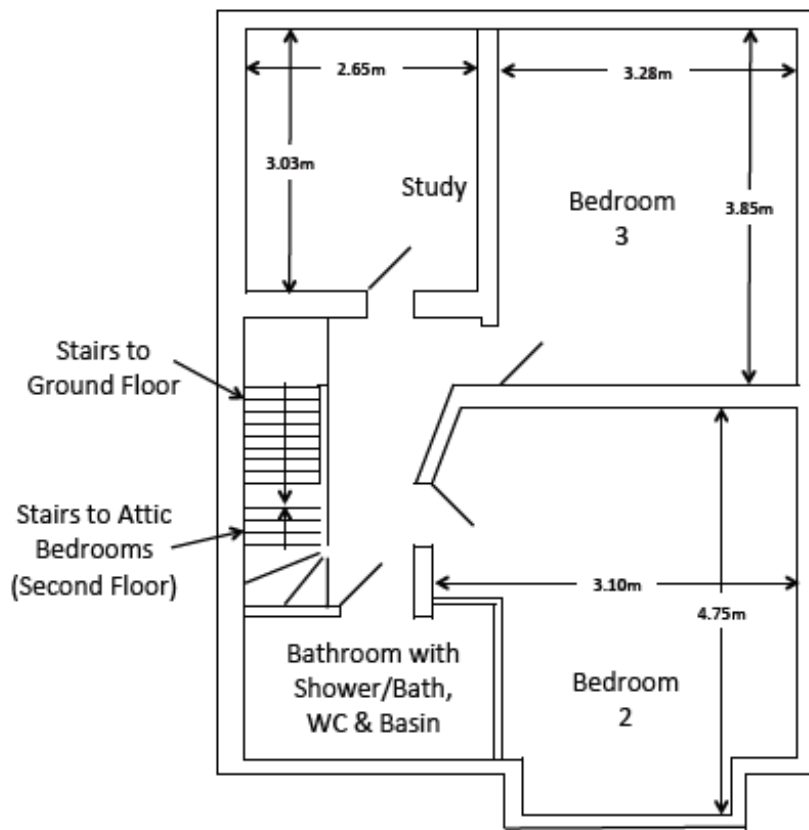 2.65m
3.28m
3.03m
Study
Bedroom
3
3.85m
Stairs to
Ground Floor
Stairs to Attic
Bedrooms
(Second Floor)
3.10m
4.75m
Bathroom with
Shower/Bath,
WC & Basin
Bedroom
2